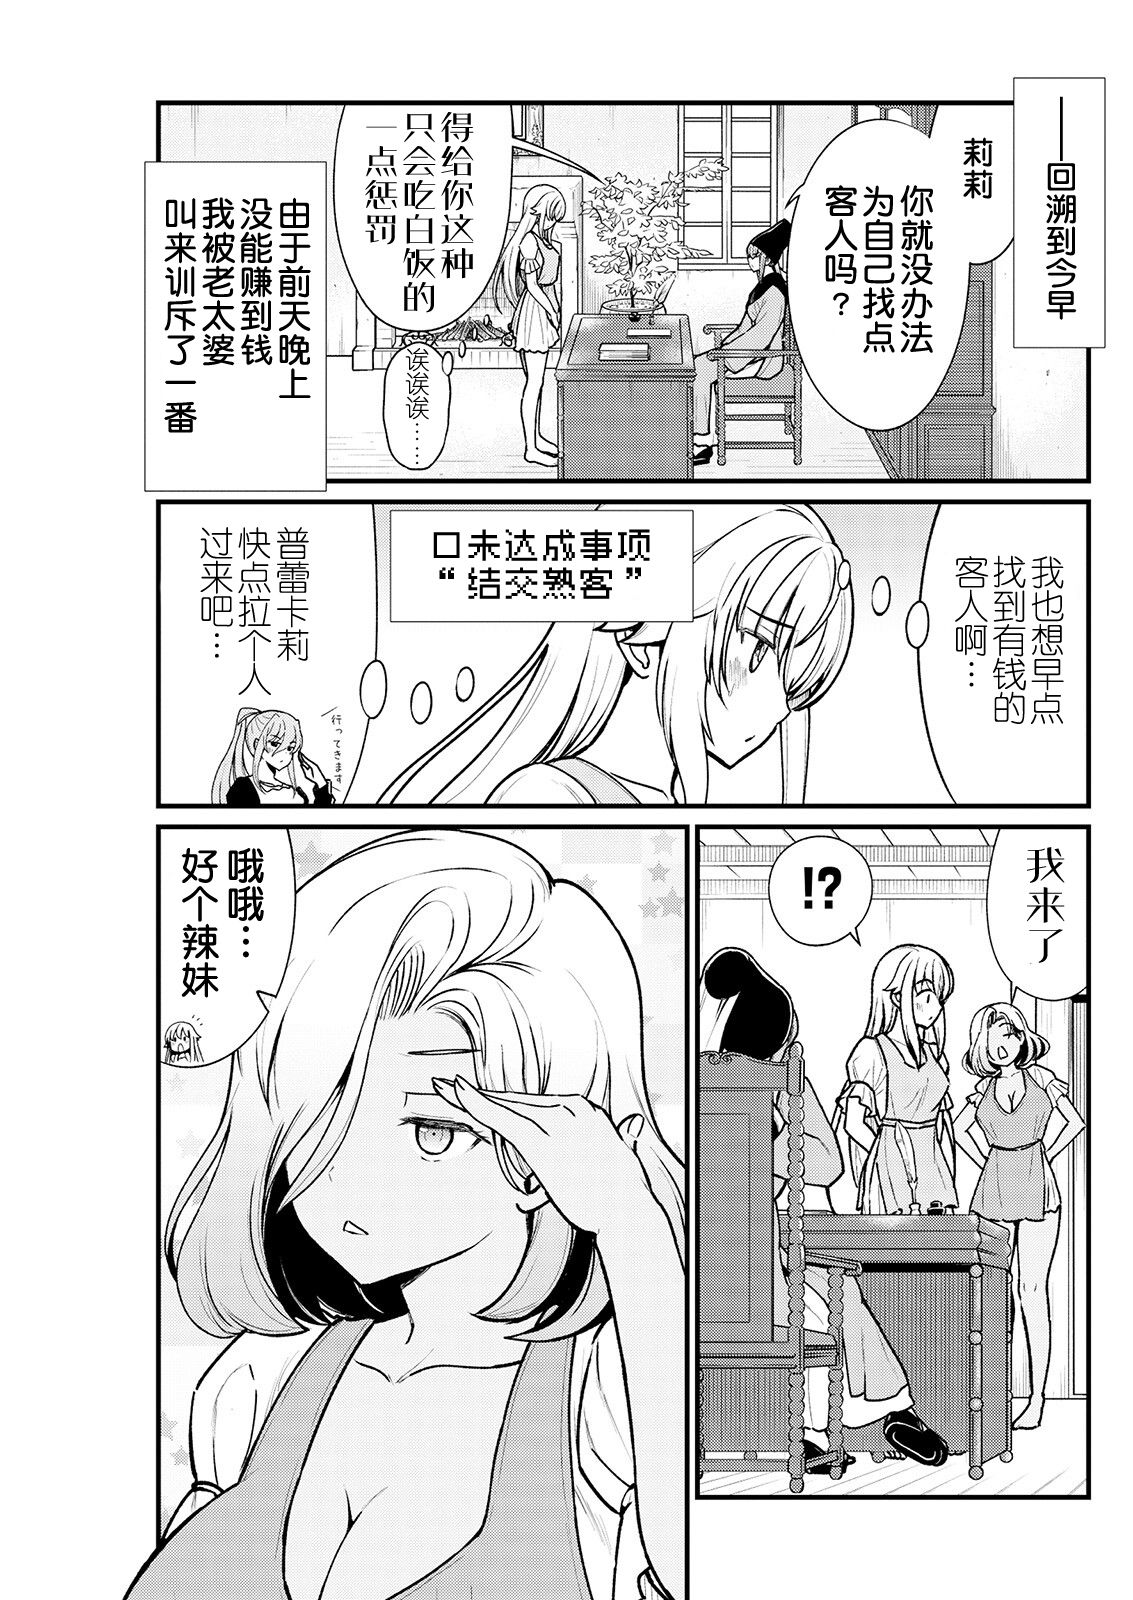 ——回溯到今早
莉莉
你就没办法
为自己找点
客人吗？
得给你这种
只会吃白饭的
一点惩罚
诶诶诶……
由于前天晚上
没能赚到钱
我被老太婆
叫来训斥了一番
我也想早点
找到有钱的
客人啊…
口未达成事项
“结交熟客”
普蕾卡莉
快点拉个人
过来吧…
行ってきます
我来了
!?
哦哦…
好个辣妹